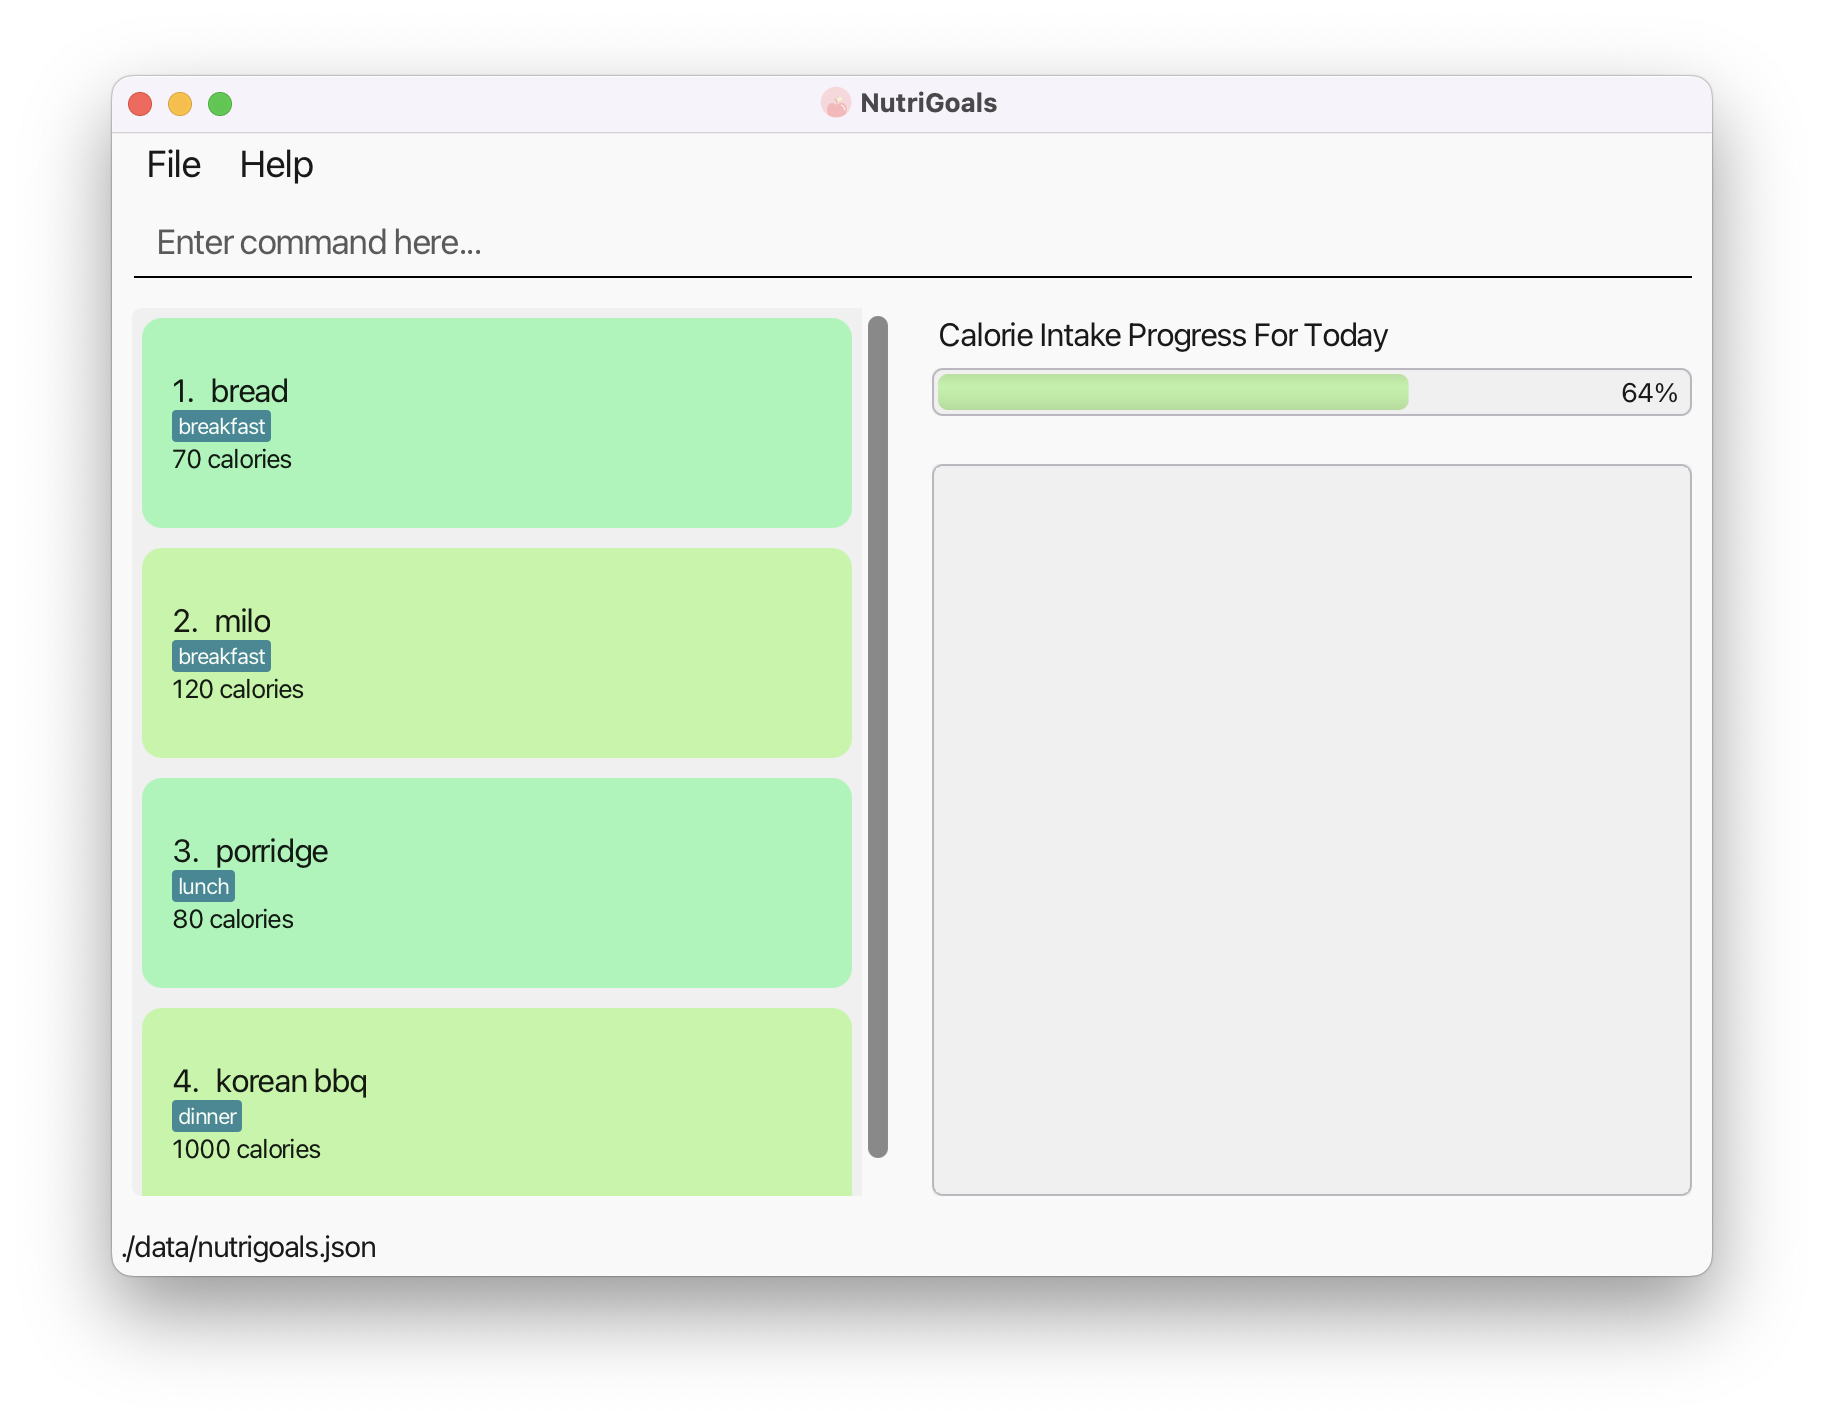 NutriGoals
File Help
Enter command here...
1. bread
breakfast
70 calories
2. milo
breakfast
120 calories
3. porridge
lunch
80 calories
4. korean bbq
dinner
1000 calories
Calorie Intake Progress For Today
64%
./data/nutrigoals.json